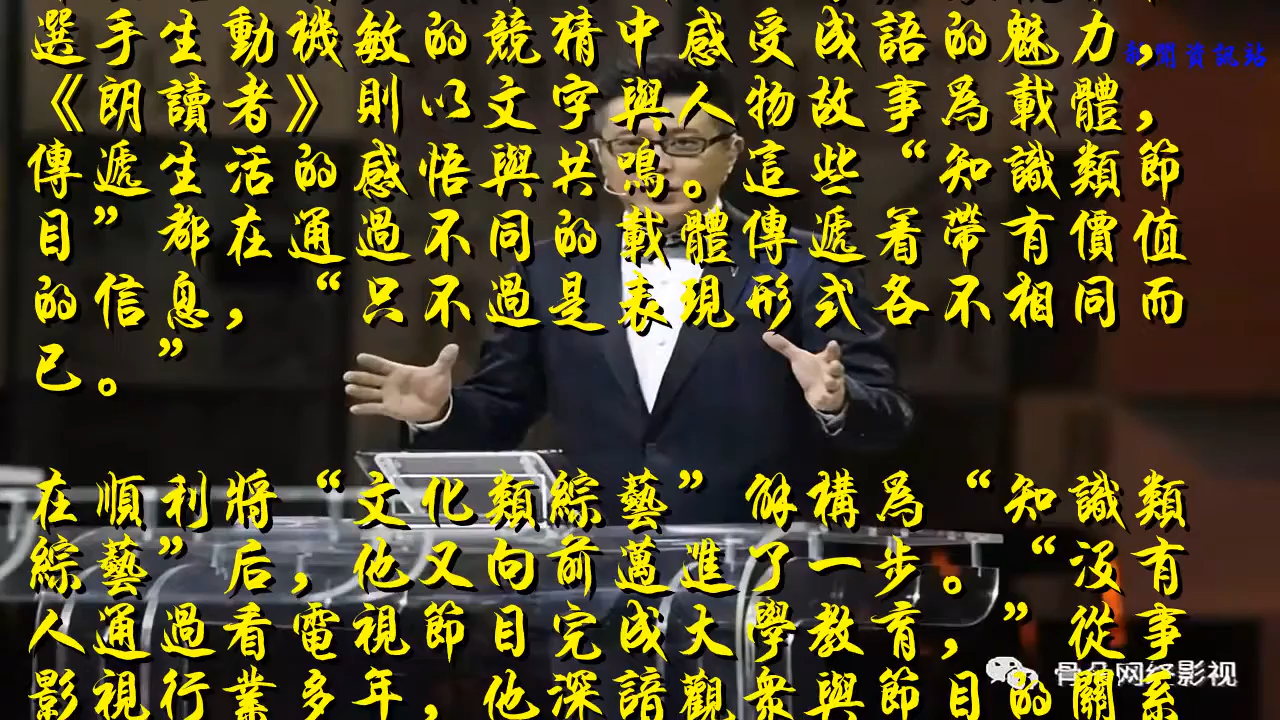 選手生動機敏的競猜中感受成語的魅力，
新聞資訊站
《朗讀者》則以文字與人物故事為載體，
傳遞生活的感悟與共鳴。這些“知識類節
目”都在通過不同的載體傳遞着帶有價值
的信息，“只不過是表現形式各不相同而
已。”
在順利將“文化類綜藝”解構為“知識類
綜藝”后，他又向前邁進了一步。“沒有
人通過看電視節目完成大學教育，”從事
影視行業多年，他深諳觀衆與節目的關系
骨朵网络影视